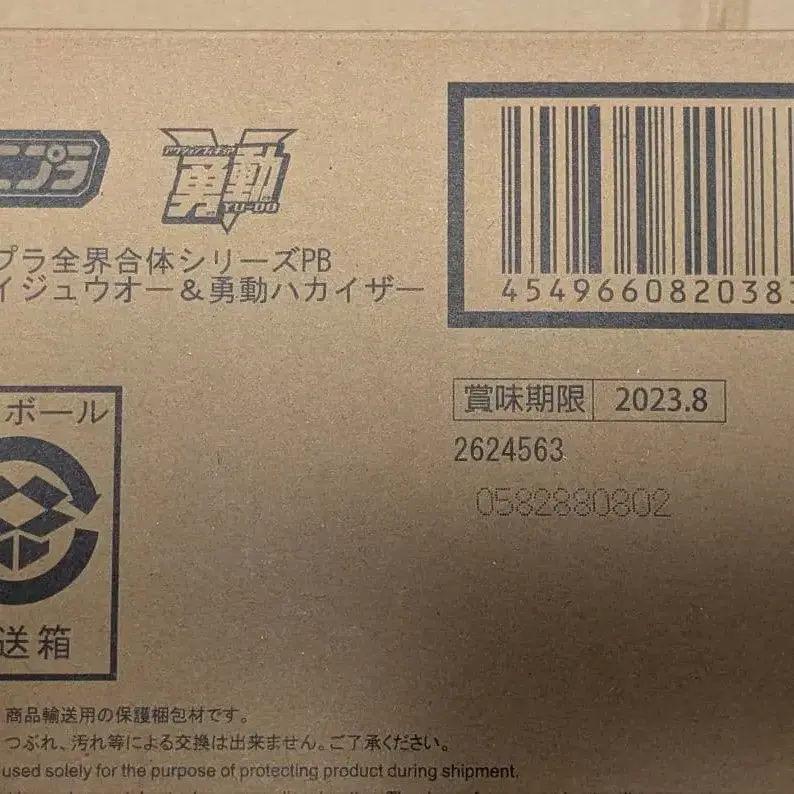 ニプラ
アクションフィギュア
勇動
YU-DO
プラ全界合体シリーズPB
イジュウオー＆勇動ハカイザー
454966082038
賞味期限 2023.8
2624563
0582880802
ボール
送箱
商品輸送用の保護梱包材です。
つぶれ、汚れ等による交換は出来ません。ご了承ください。
used solely for the purpose of protecting product during shipment.